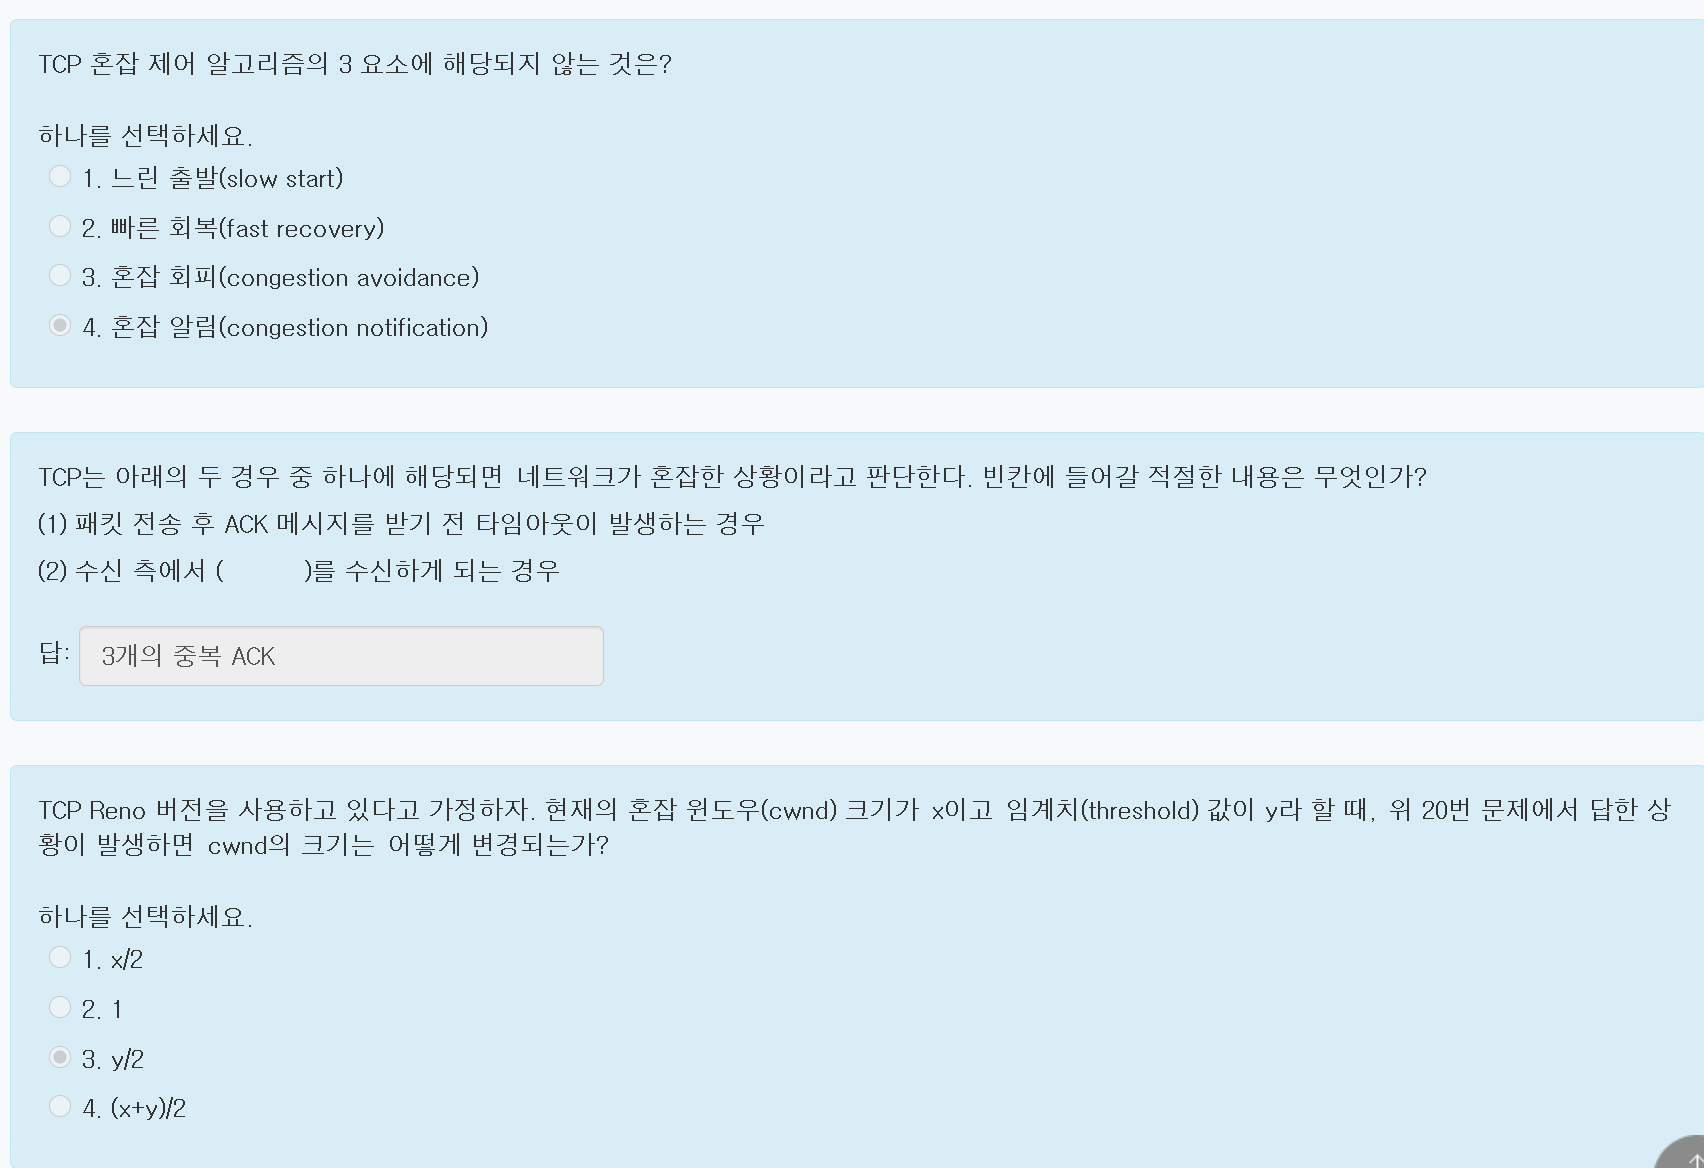 TCP 혼잡 제어 알고리즘의 3 요소에 해당되지 않는 것은?
하나를 선택하세요.
1. 느린 출발(slow start)
2. 빠른 회복(fast recovery)
3. 혼잡 회피(congestion avoidance)
4. 혼잡 알림(congestion notification)
TCP는 아래의 두 경우 중 하나에 해당되면 네트워크가 혼잡한 상황이라고 판단한다. 빈칸에 들어갈 적절한 내용은 무엇인가?
(1) 패킷 전송 후 ACK 메시지를 받기 전 타임아웃이 발생하는 경우
(2) 수신 측에서 (          )를 수신하게 되는 경우
답: 3개의 중복 ACK
TCP Reno 버전을 사용하고 있다고 가정하자. 현재의 혼잡 윈도우(cwnd) 크기가 x이고 임계치(threshold) 값이 y라 할 때, 위 20번 문제에서 답한 상
황이 발생하면 cwnd의 크기는 어떻게 변경되는가?
하나를 선택하세요.
1. x/2
2. 1
3. y/2
4. (x+y)/2